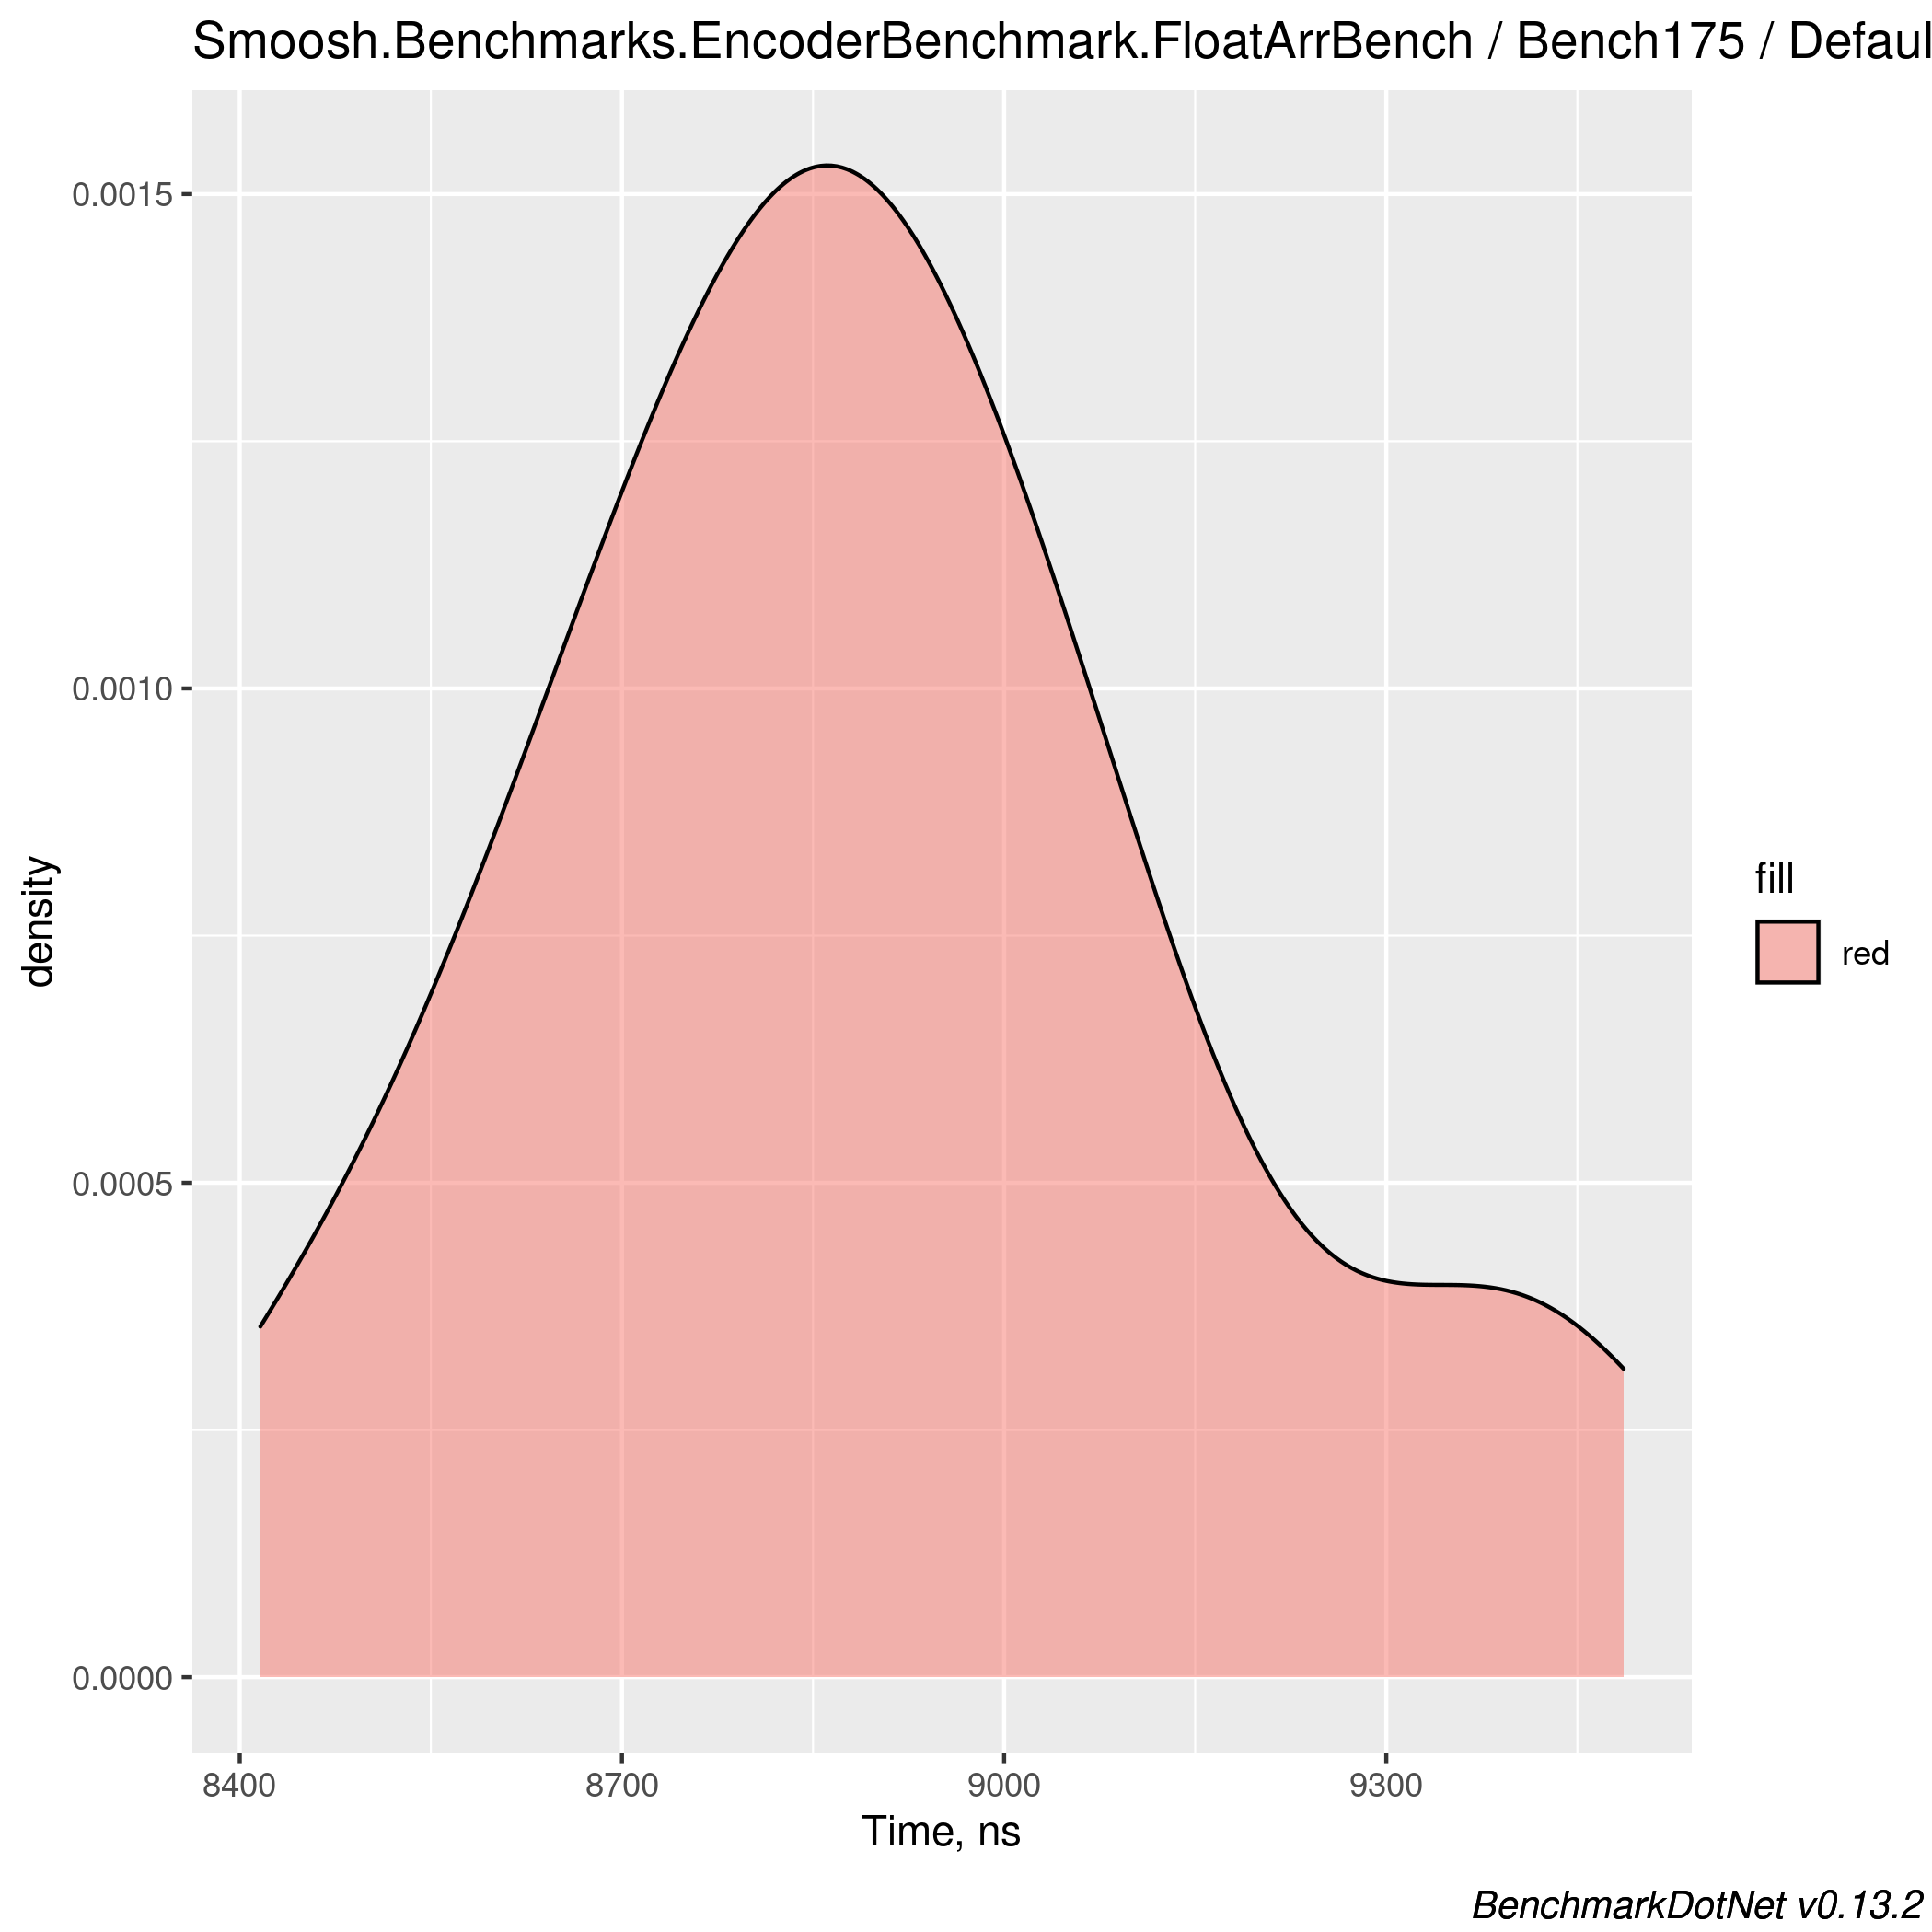 Smoosh.Benchmarks.EncoderBenchmark.FloatArrBench / Bench175 / Defaul
0.0015
0.0010
0.0005
0.0000
density
8400 8700 9000 9300
Time, ns
fill
red
BenchmarkDotNet v0.13.2